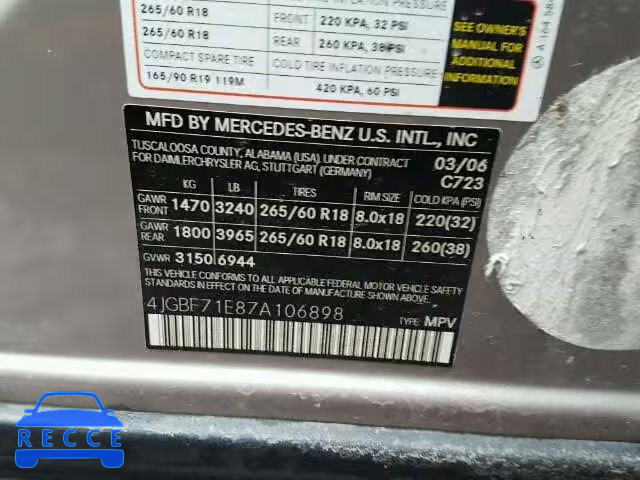 265/60 R18
FRONT 220 KPA, 32 PSI
265/60 R18
REAR 260 KPA, 38 PSI
COMPACT SPARE TIRE
COLD TIRE INFLATION PRESSURE
165/90 R19 119M
420 KPA, 60 PSI
SEE OWNER'S
MANUAL FOR
ADDITIONAL
INFORMATION
MFD BY MERCEDES-BENZ U.S. INTL., INC
TUSCALOOSA COUNTY, ALABAMA (USA) UNDER CONTRACT
FOR DAIMLERCHRYSLER AG, STUTTGART (GERMANY)
03/06
C723
KG LB TIRES RIM SIZE COLD KPA (PSI)
GAWR FRONT 1470 3240 265/60 R18 8.0x18 220(32)
GAWR REAR 1800 3965 265/60 R18 8.0x18 260(38)
GVWR 3150 6944
THIS VEHICLE CONFORMS TO ALL APPLICABLE FEDERAL MOTOR VEHICLE SAFETY
STANDARDS IN EFFECT ON THE DATE OF MANUFACTURE SHOWN ABOVE.
4JGBF71E87A106898
TYPE: MPV
RECCE